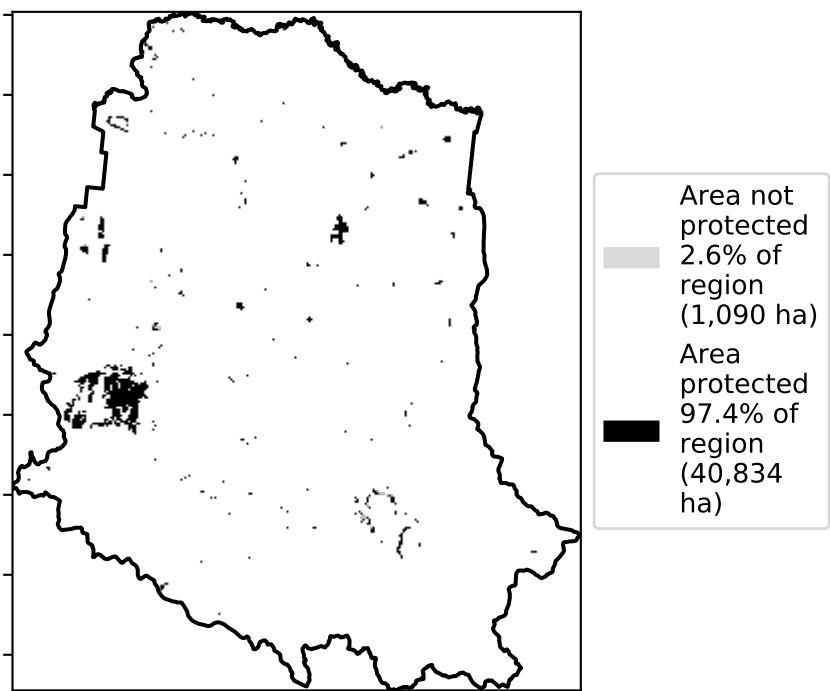 Area not
protected
2.6% of
region
(1,090 ha)
Area
protected
97.4% of
region
(40,834
ha)